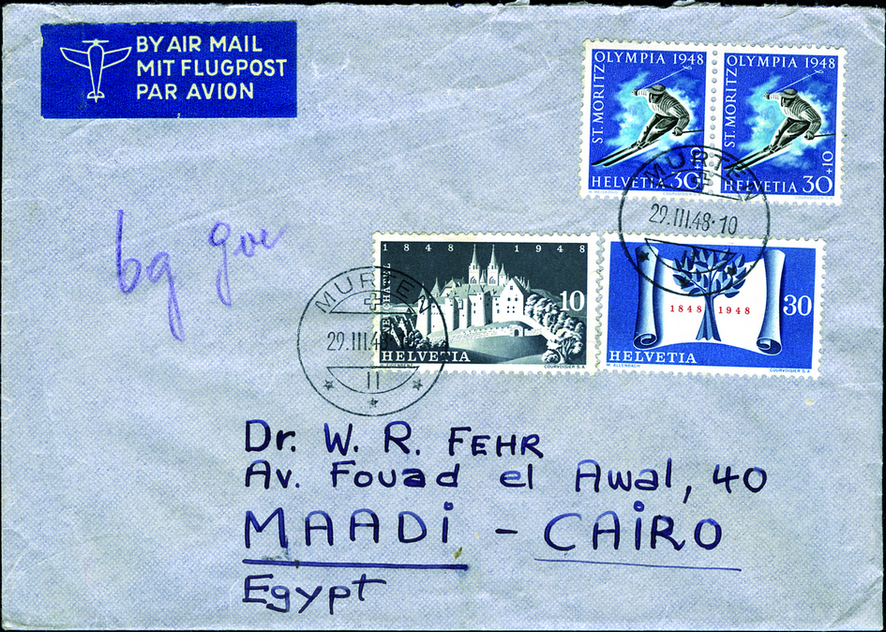 BY AIR MAIL
MIT FLUGPOST
PAR AVION
OLYMPIA 1948
ST. MORITZ
HELVETIA 30+10
OLYMPIA 1948
ST. MORITZ
HELVETIA 30+10
MURTEN
29.III.48·10
1848 1948
NEUCHATEL
10
HELVETIA
COURVOISIER S.A.
MURTEN
29.III.48
11
1848 1948
30
HELVETIA
COURVOISIER S.A.
Dr. W. R. FEHR
Av. Fouad el Awal, 40
MAADi - CAiRO
Egypt